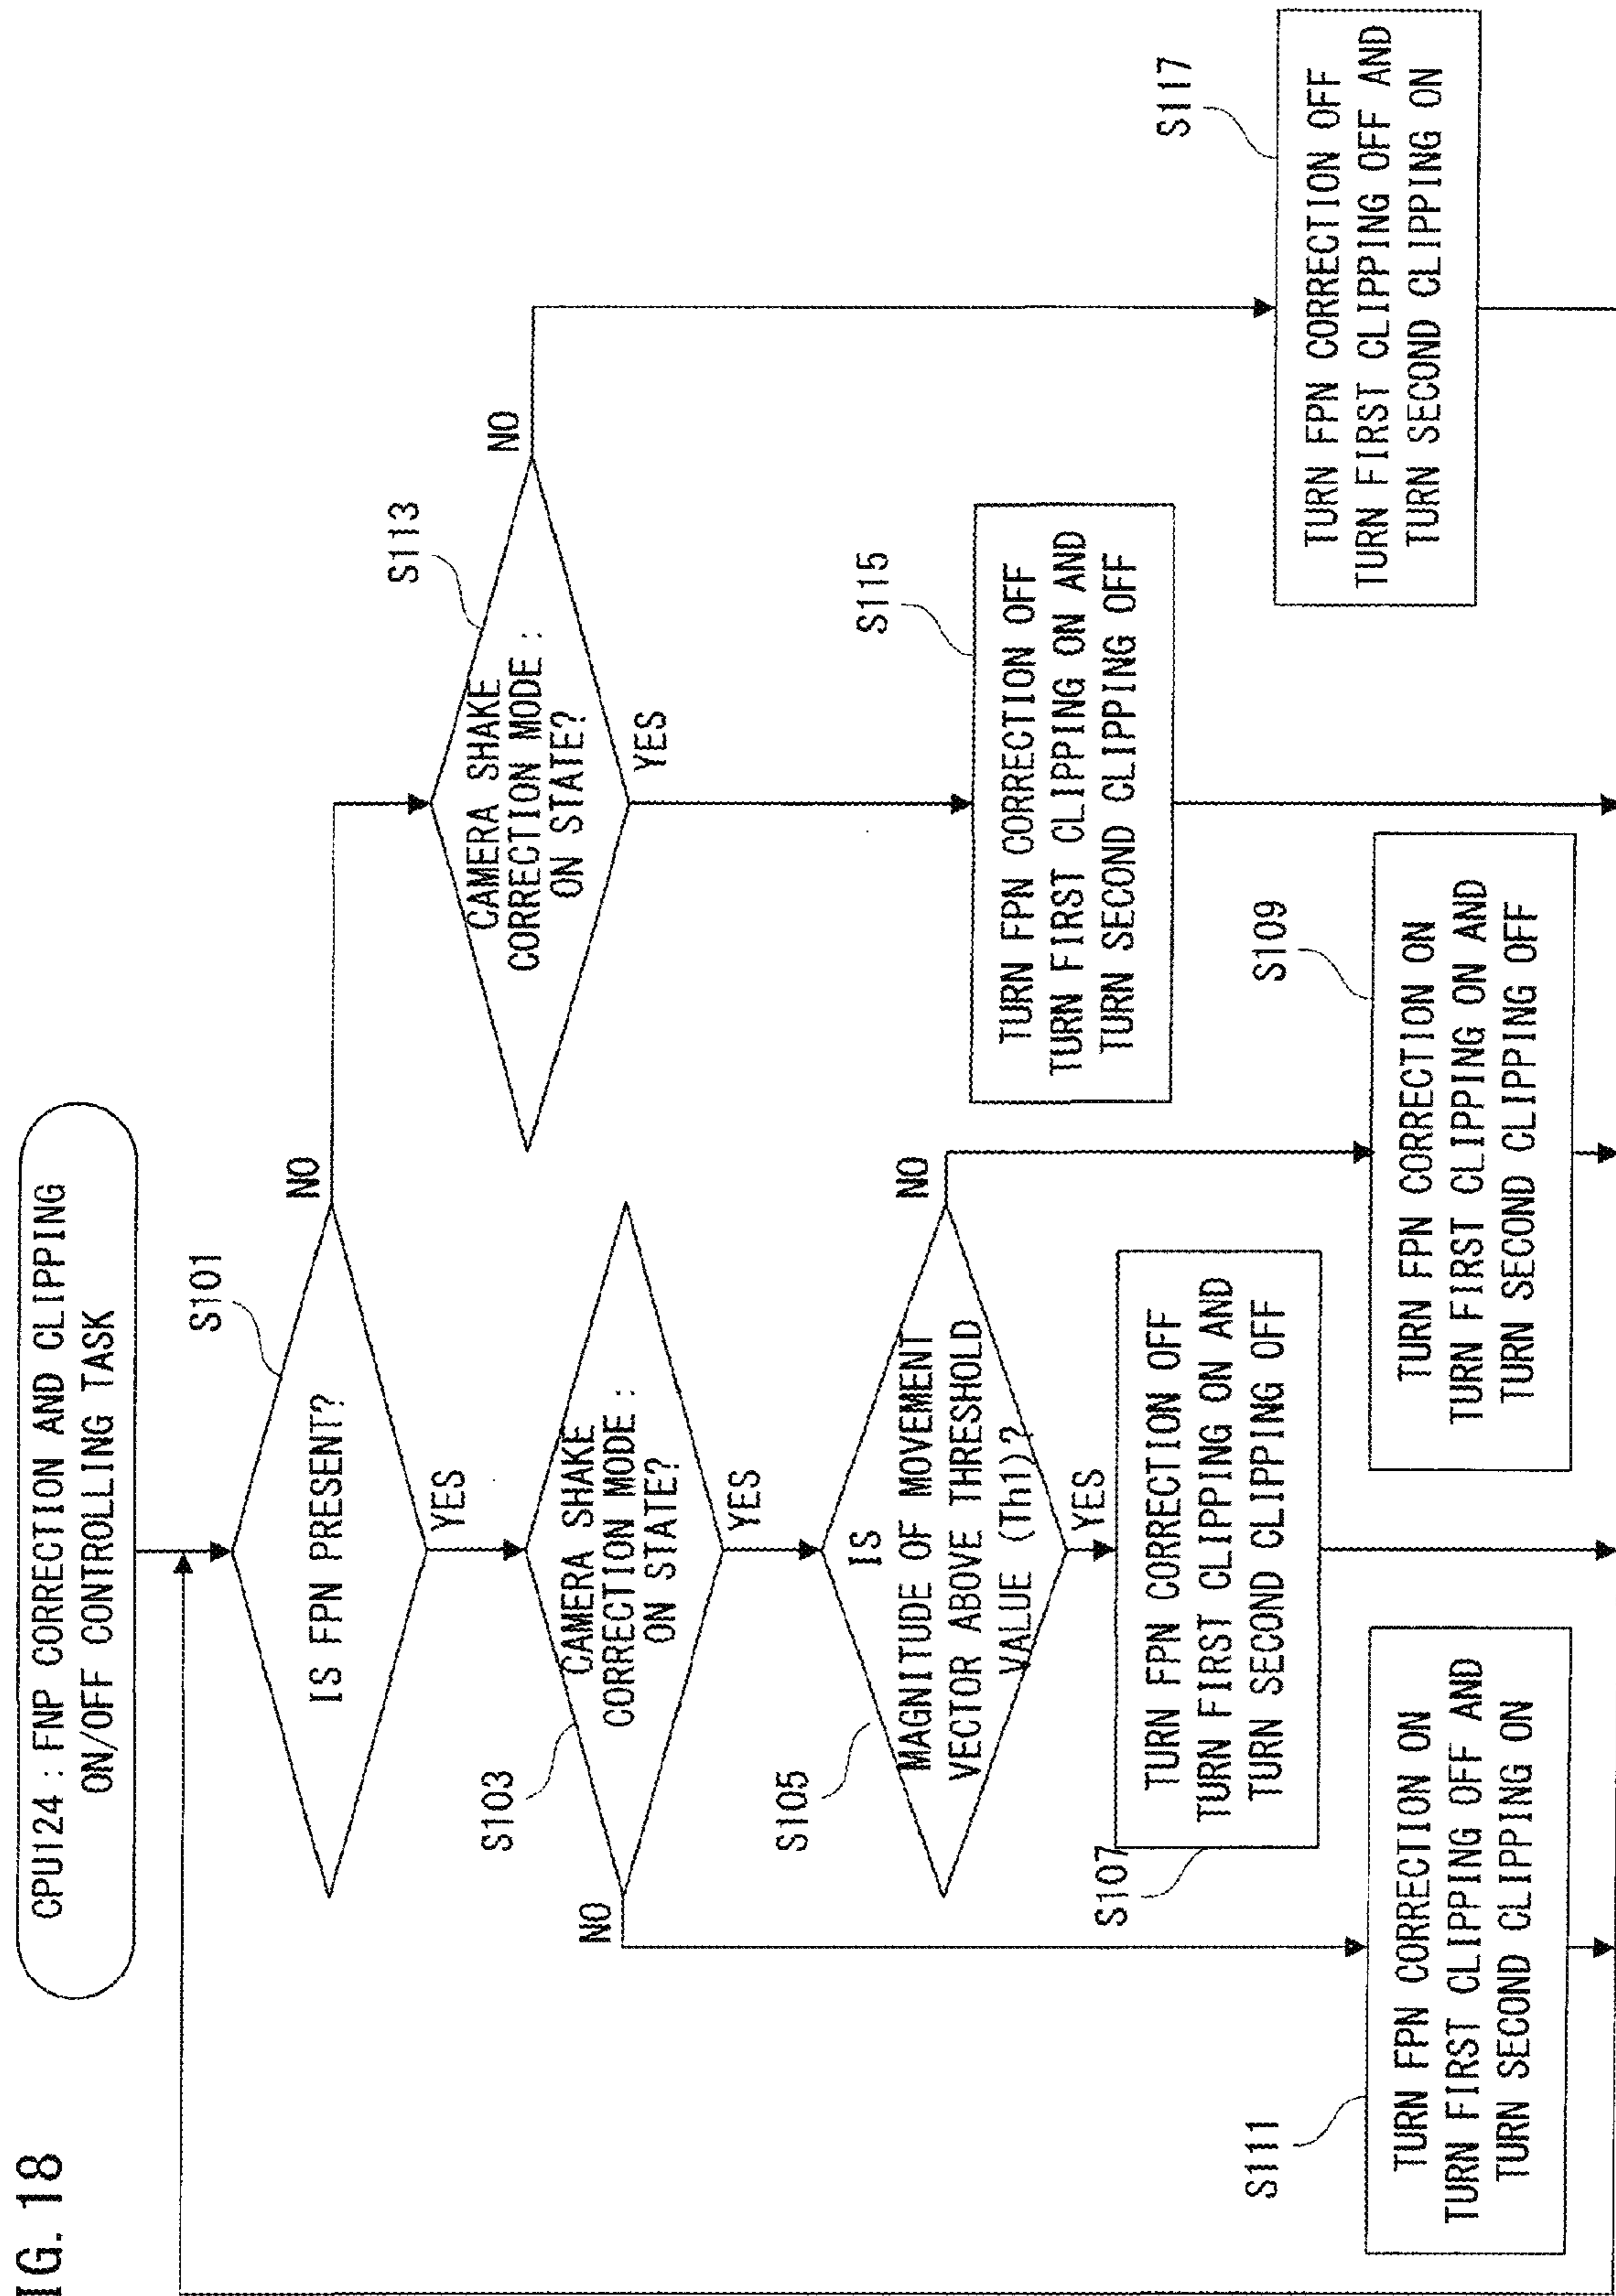 IG. 18
CPU124 : FNP CORRECTION AND CLIPPING
ON/OFF CONTROLLING TASK
S101
IS FPN PRESENT?
NO
YES
S103
CAMERA SHAKE
CORRECTION MODE :
ON STATE?
NO
YES
S105
IS
MAGNITUDE OF MOVEMENT
VECTOR ABOVE THRESHOLD
VALUE (Th1)?
NO
YES
S107
TURN FPN CORRECTION OFF
TURN FIRST CLIPPING ON AND
TURN SECOND CLIPPING OFF
S109
TURN FPN CORRECTION ON
TURN FIRST CLIPPING ON AND
TURN SECOND CLIPPING OFF
S111
TURN FPN CORRECTION ON
TURN FIRST CLIPPING OFF AND
TURN SECOND CLIPPING ON
S113
CAMERA SHAKE
CORRECTION MODE :
ON STATE?
NO
YES
S115
TURN FPN CORRECTION OFF
TURN FIRST CLIPPING ON AND
TURN SECOND CLIPPING OFF
S117
TURN FPN CORRECTION OFF
TURN FIRST CLIPPING OFF AND
TURN SECOND CLIPPING ON